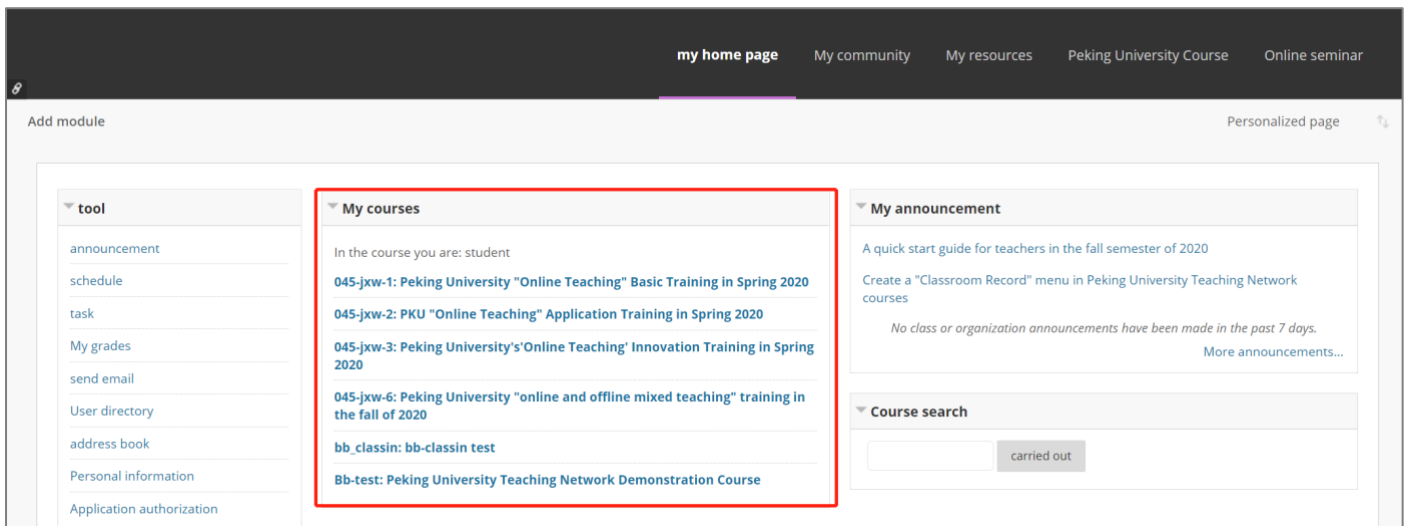 my home page My community My resources Peking University Course Online seminar
Add module Personalized page
tool
announcement
schedule
task
My grades
send email
User directory
address book
Personal information
Application authorization
My courses
In the course you are: student
045-jxw-1: Peking University "Online Teaching" Basic Training in Spring 2020
045-jxw-2: PKU "Online Teaching" Application Training in Spring 2020
045-jxw-3: Peking University's'Online Teaching' Innovation Training in Spring
2020
045-jxw-6: Peking University "online and offline mixed teaching" training in
the fall of 2020
bb_classin: bb-classin test
Bb-test: Peking University Teaching Network Demonstration Course
My announcement
A quick start guide for teachers in the fall semester of 2020
Create a "Classroom Record" menu in Peking University Teaching Network
courses
No class or organization announcements have been made in the past 7 days.
More announcements...
Course search
carried out